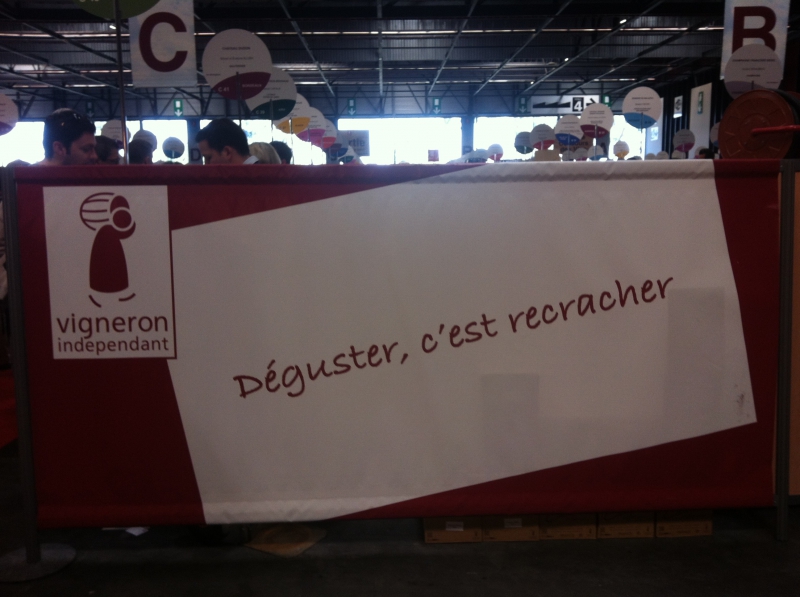 C
B
4
vigneron
independant
Déguster, c'est recracher